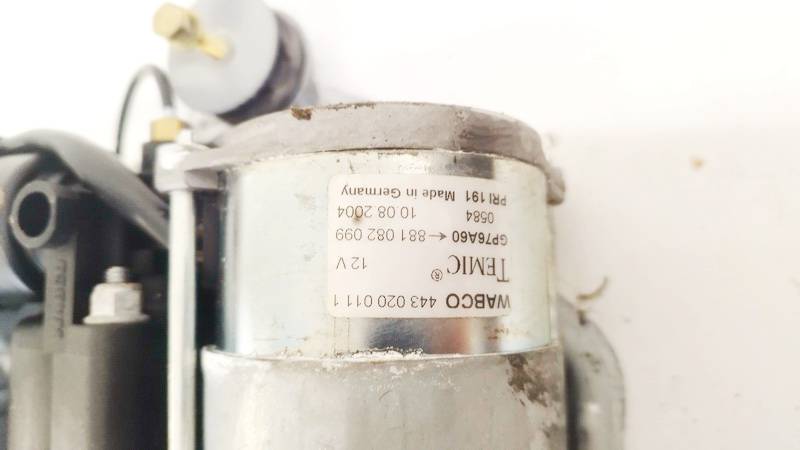 WABCO 443 020 011 1
TEMIC® 12 V
GP76A60 ← 881 082 099
0584 10.08.2004
PRI 191 Made in Germany